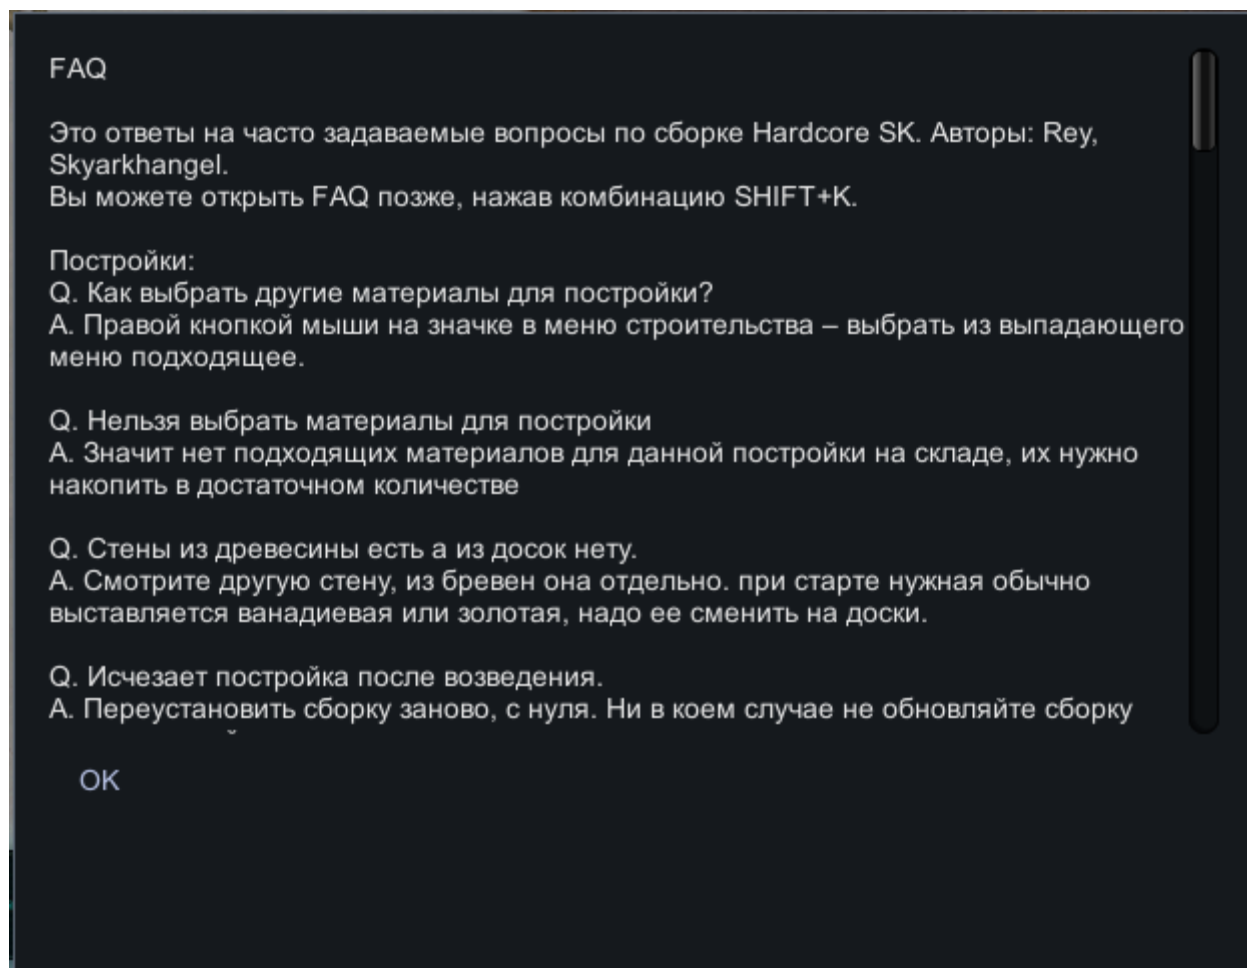 FAQ
Это ответы на часто задаваемые вопросы по сборке Hardcore SK. Авторы: Rey,
Skyarkhangel.
Вы можете открыть FAQ позже, нажав комбинацию SHIFT+K.
Постройки:
Q. Как выбрать другие материалы для постройки?
A. Правой кнопкой мыши на значке в меню строительства – выбрать из выпадающего
меню подходящее.
Q. Нельзя выбрать материалы для постройки
A. Значит нет подходящих материалов для данной постройки на складе, их нужно
накопить в достаточном количестве
Q. Стены из древесины есть а из досок нету.
A. Смотрите другую стену, из бревен она отдельно. при старте нужная обычно
выставляется ванадиевая или золотая, надо ее сменить на доски.
Q. Исчезает постройка после возведения.
A. Переустановить сборку заново, с нуля. Ни в коем случае не обновляйте сборку
OK